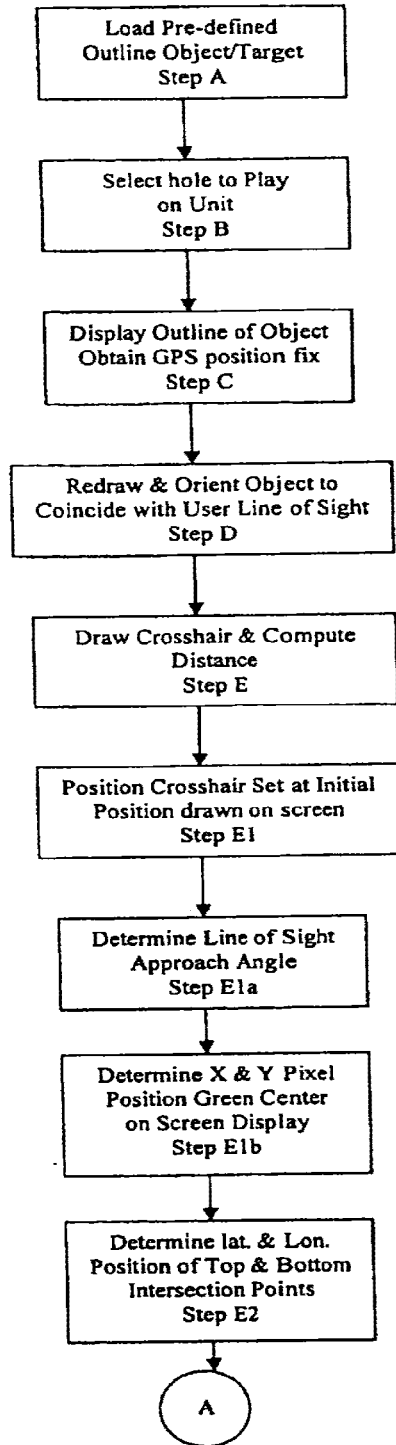 Load Pre-defined
Outline Object/Target
Step A
Select hole to Play
on Unit
Step B
Display Outline of Object
Obtain GPS position fix
Step C
Redraw & Orient Object to
Coincide with User Line of Sight
Step D
Draw Crosshair & Compute
Distance
Step E
Position Crosshair Set at Initial
Position drawn on screen
Step E1
Determine Line of Sight
Approach Angle
Step E1a
Determine X & Y Pixel
Position Green Center
on Screen Display
Step E1b
Determine lat. & Lon.
Position of Top & Bottom
Intersection Points
Step E2
A